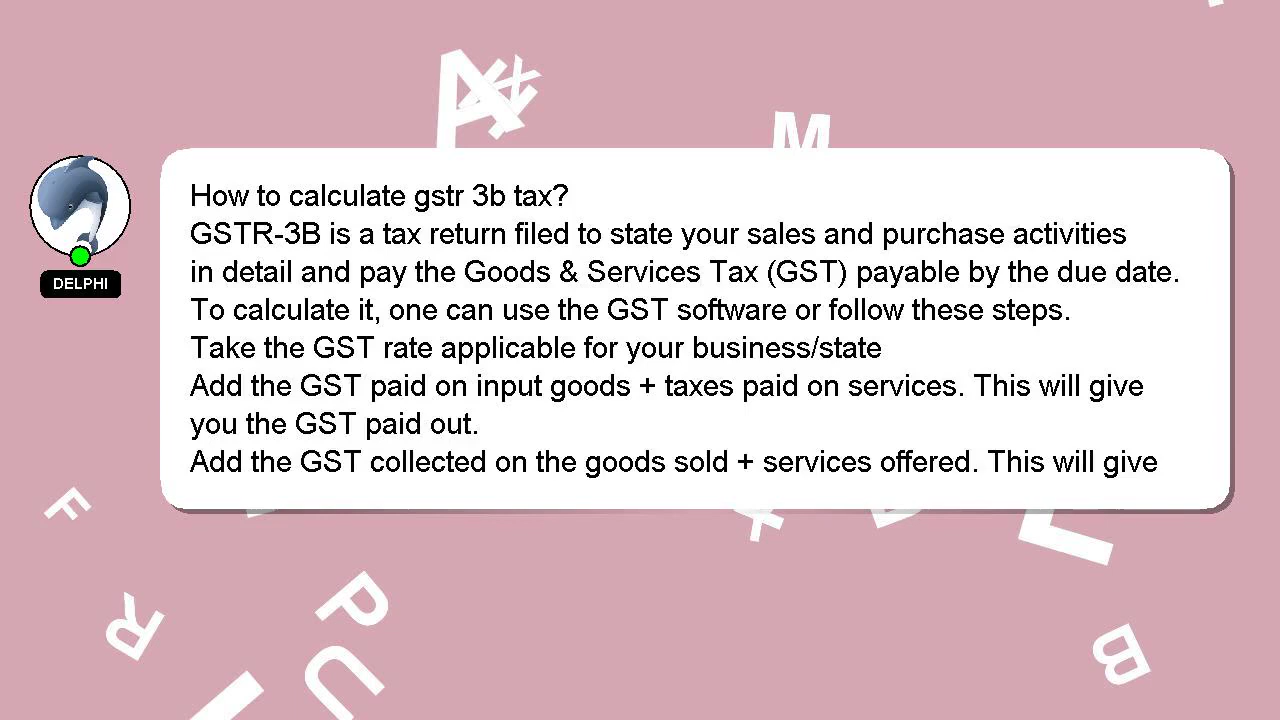 A
M
How to calculate gstr 3b tax?
GSTR-3B is a tax return filed to state your sales and purchase activities
in detail and pay the Goods & Services Tax (GST) payable by the due date.
To calculate it, one can use the GST software or follow these steps.
Take the GST rate applicable for your business/state
Add the GST paid on input goods + taxes paid on services. This will give
you the GST paid out.
Add the GST collected on the goods sold + services offered. This will give
DELPHI
F
L
P
R
U
B